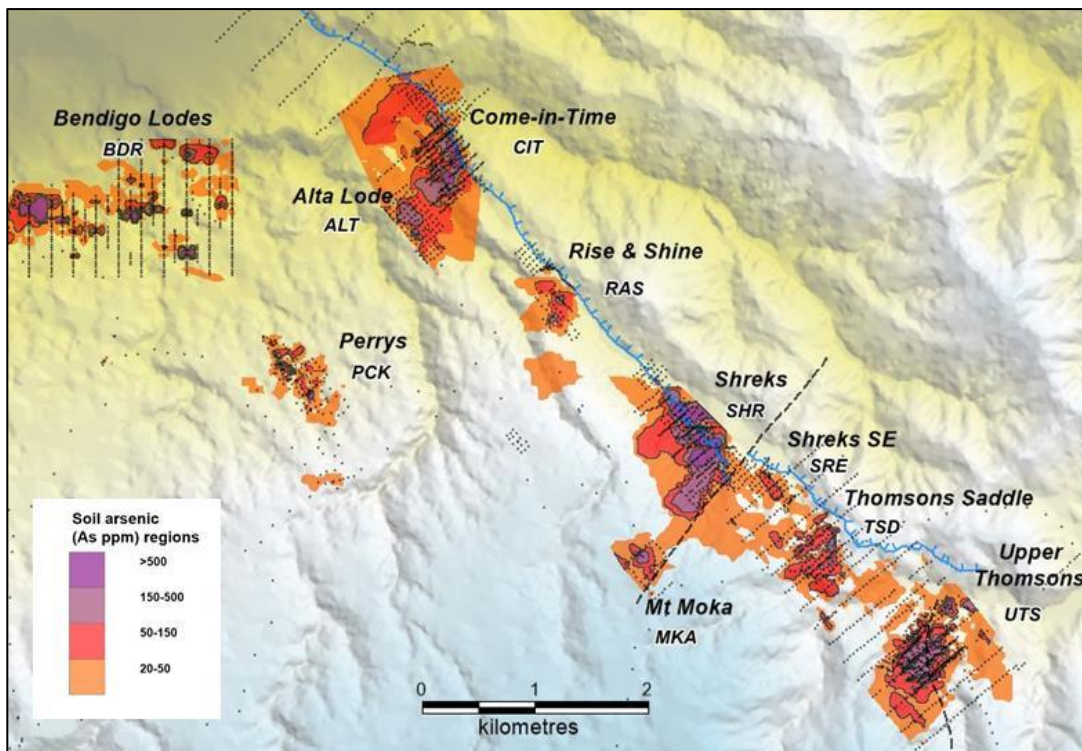 Bendigo Lodes
BDR
Come-in-Time
CIT
Alta Lode
ALT
Rise & Shine
RAS
Perrys
PCK
Shreks
SHR
Shreks SE
SRE
Thomsons Saddle
TSD
Upper
Thomsons
UTS
Mt Moka
MKA
Soil arsenic
(As ppm) regions
>500
150-500
50-150
20-50
0 1 2
kilometres